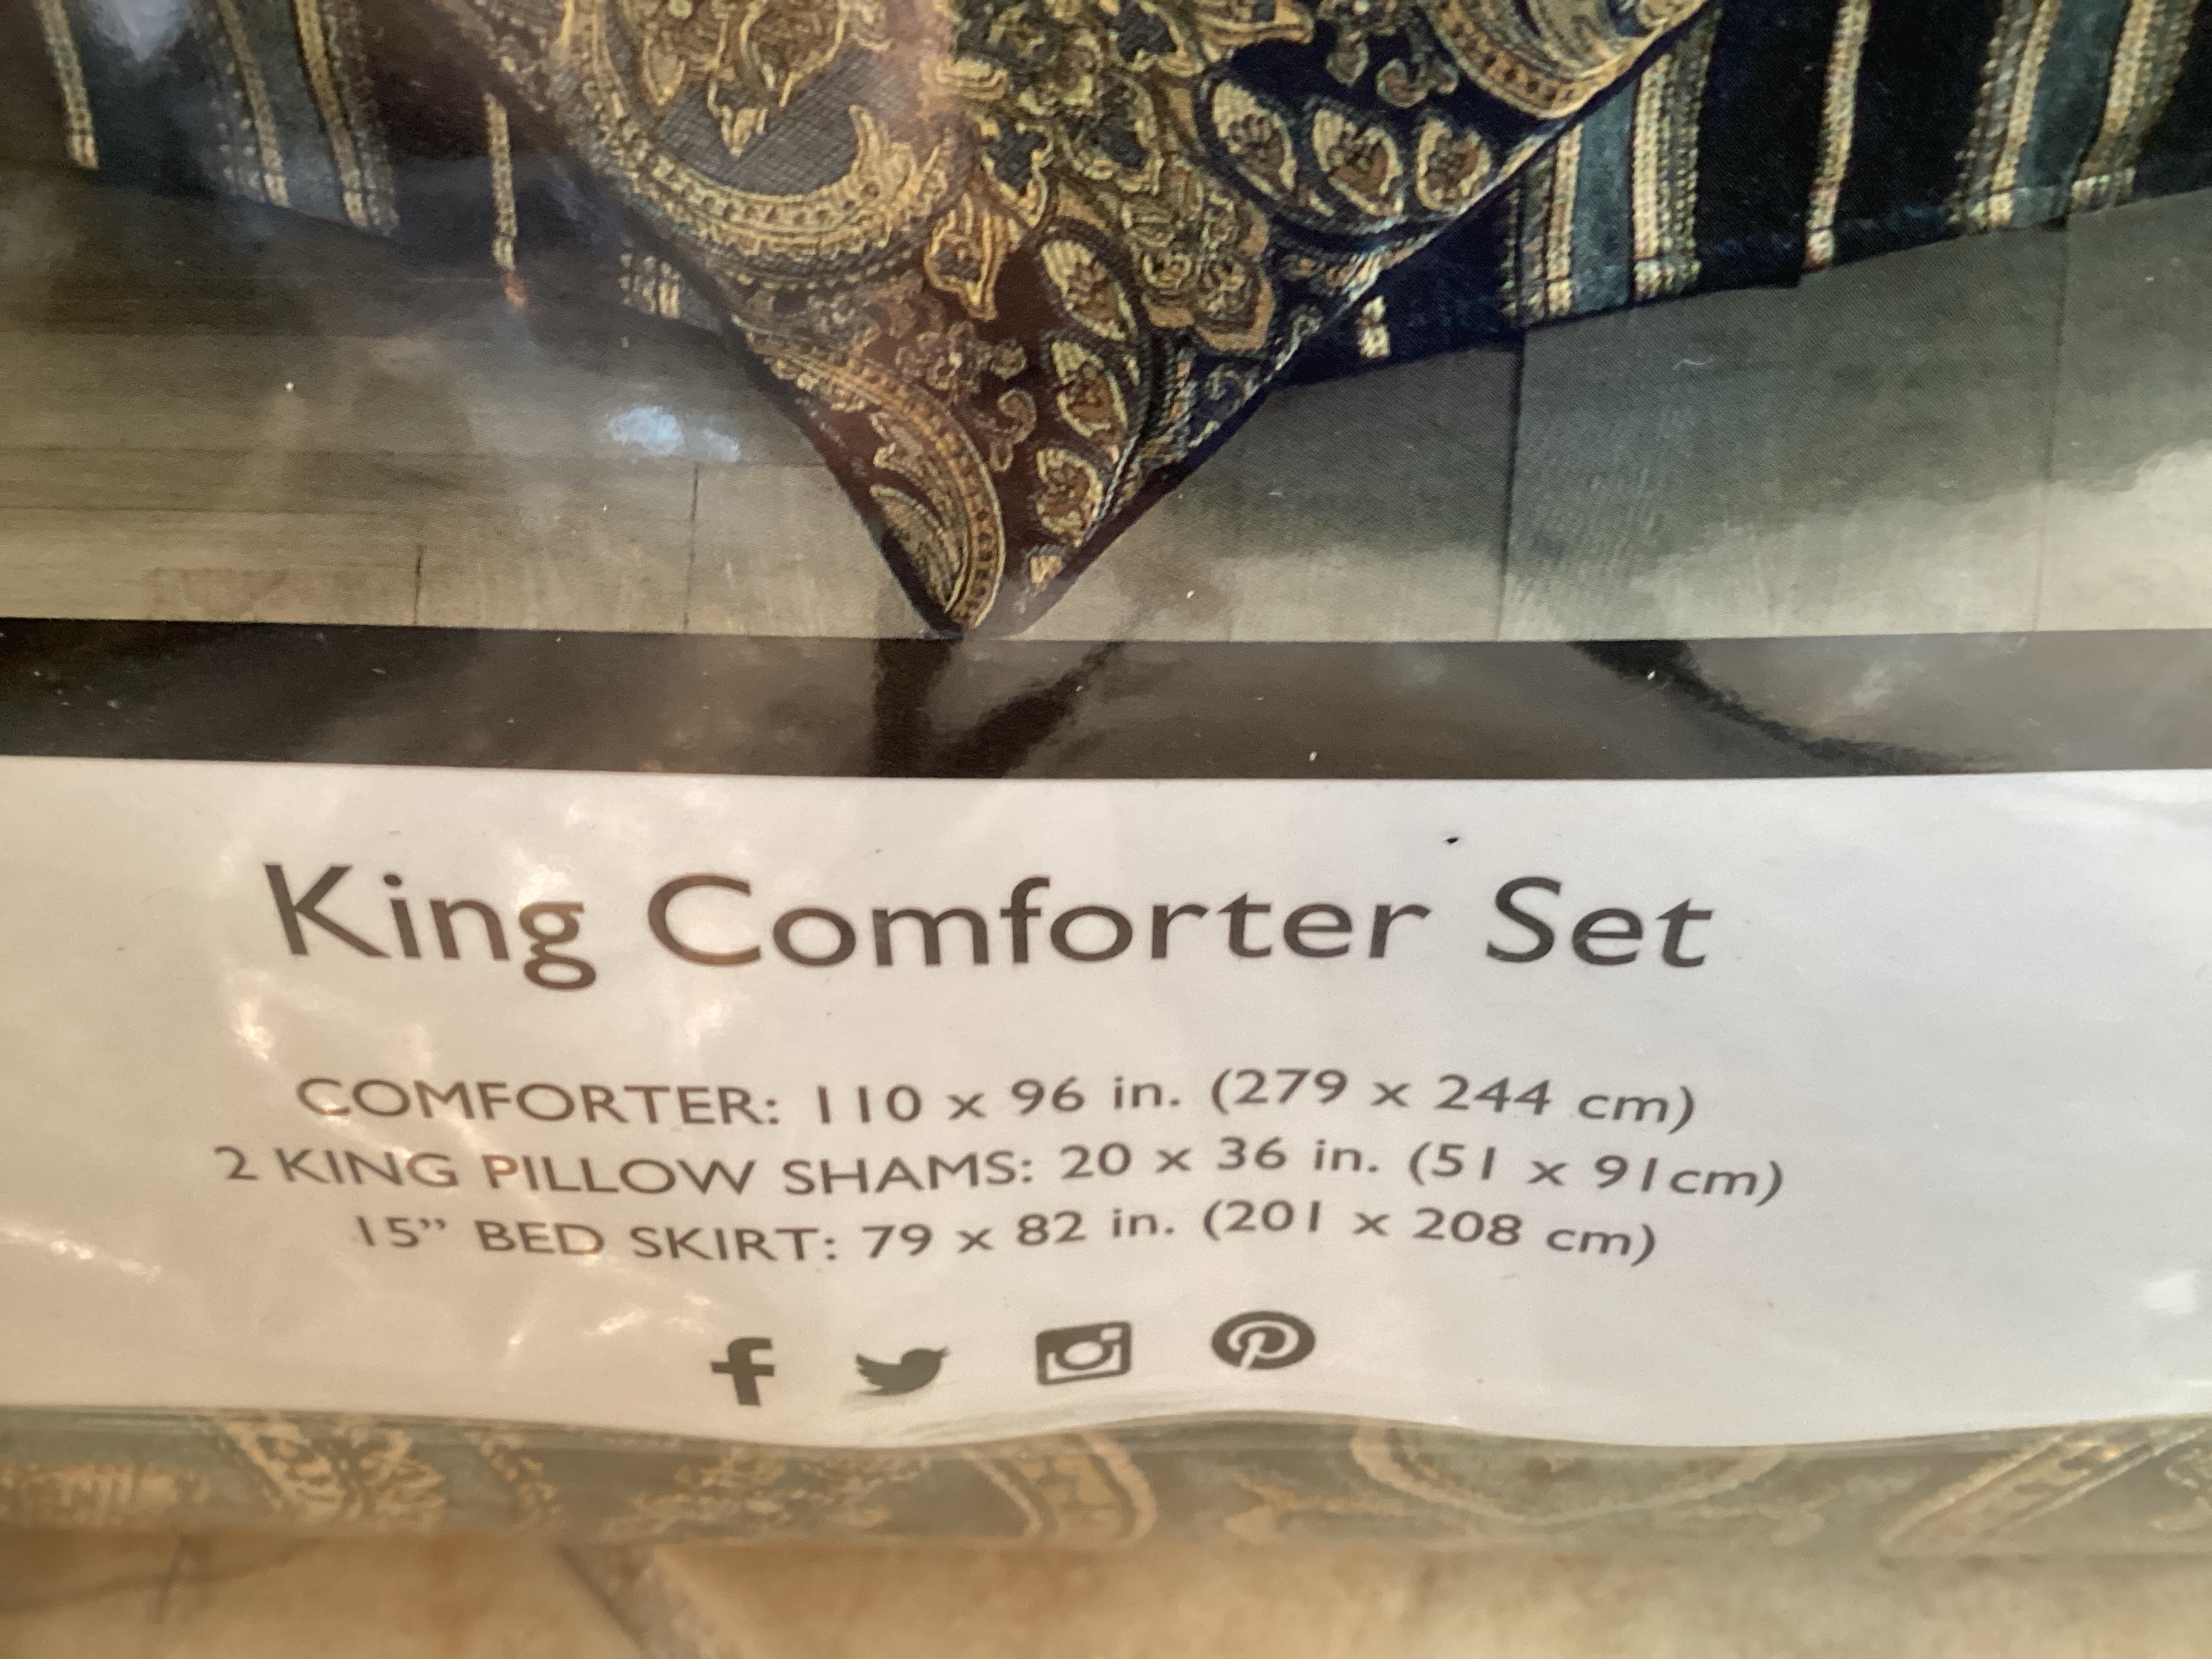 King Comforter Set
COMFORTER: 110 x 96 in. (279 x 244 cm)
2 KING PILLOW SHAMS: 20 x 36 in. (51 x 91cm)
15” BED SKIRT: 79 x 82 in. (201 x 208 cm)